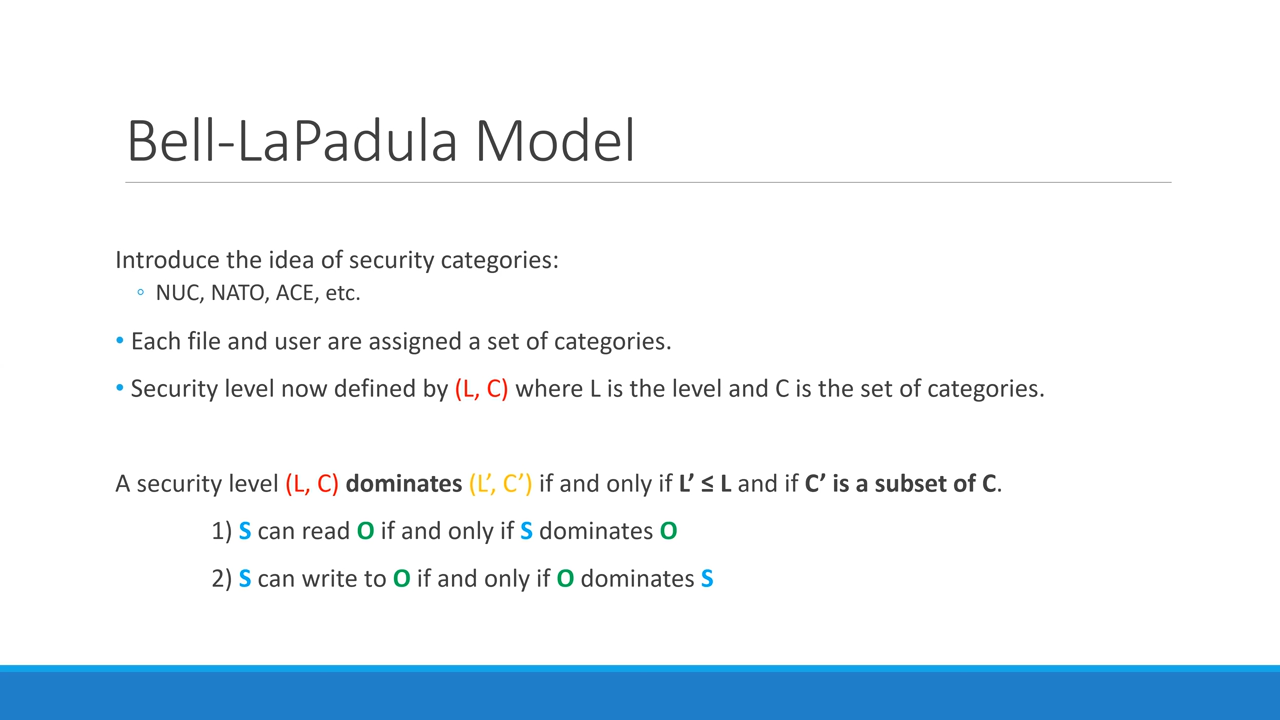 Bell-LaPadula Model
Introduce the idea of security categories:
◦ NUC, NATO, ACE, etc.
• Each file and user are assigned a set of categories.
• Security level now defined by (L, C) where L is the level and C is the set of categories.
A security level (L, C) dominates (L’, C’) if and only if L’ ≤ L and if C’ is a subset of C.
1) S can read O if and only if S dominates O
2) S can write to O if and only if O dominates S